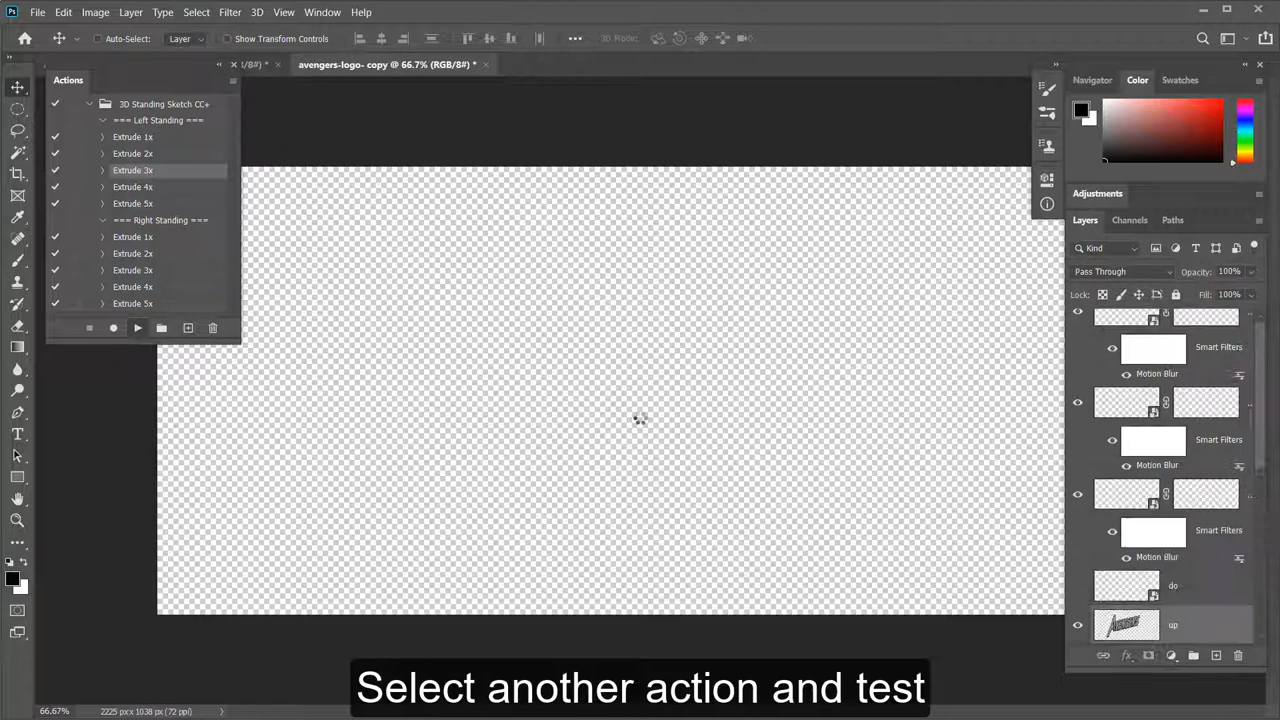 Ps File Edit Image Layer Type Select Filter 3D View Window Help
Auto-Select: Layer Show Transform Controls 3D Mode:
/8#) * × avengers-logo- copy @ 66.7% (RGB/8#) * ×
Actions
3D Standing Sketch CC+
=== Left Standing ===
Extrude 1x
Extrude 2x
Extrude 3x
Extrude 4x
Extrude 5x
=== Right Standing ===
Extrude 1x
Extrude 2x
Extrude 3x
Extrude 4x
Extrude 5x
Navigator Color Swatches
Adjustments
Layers Channels Paths
Kind
Pass Through Opacity: 100%
Lock: Fill: 100%
Smart Filters
Motion Blur
Smart Filters
Motion Blur
Smart Filters
Motion Blur
do
AVENGERS up
fx
Select another action and test
66.67% 2225 px x 1038 px (72 ppi)